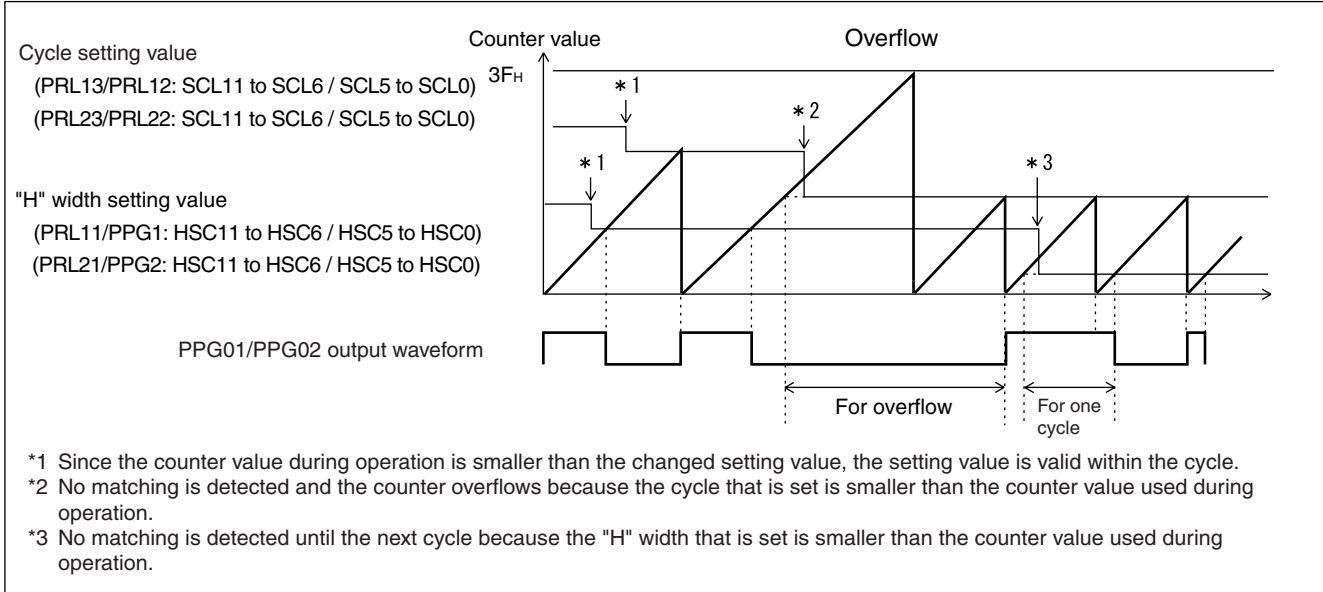 Cycle setting value
(PRL13/PRL12: SCL11 to SCL6 / SCL5 to SCL0)
(PRL23/PRL22: SCL11 to SCL6 / SCL5 to SCL0)
"H" width setting value
(PRL11/PPG1: HSC11 to HSC6 / HSC5 to HSC0)
(PRL21/PPG2: HSC11 to HSC6 / HSC5 to HSC0)
Counter value
Overflow
3FH
*1
*2
*1
*3
PPG01/PPG02 output waveform
For overflow
For one
cycle
*1 Since the counter value during operation is smaller than the changed setting value, the setting value is valid within the cycle.
*2 No matching is detected and the counter overflows because the cycle that is set is smaller than the counter value used during
operation.
*3 No matching is detected until the next cycle because the "H" width that is set is smaller than the counter value used during
operation.